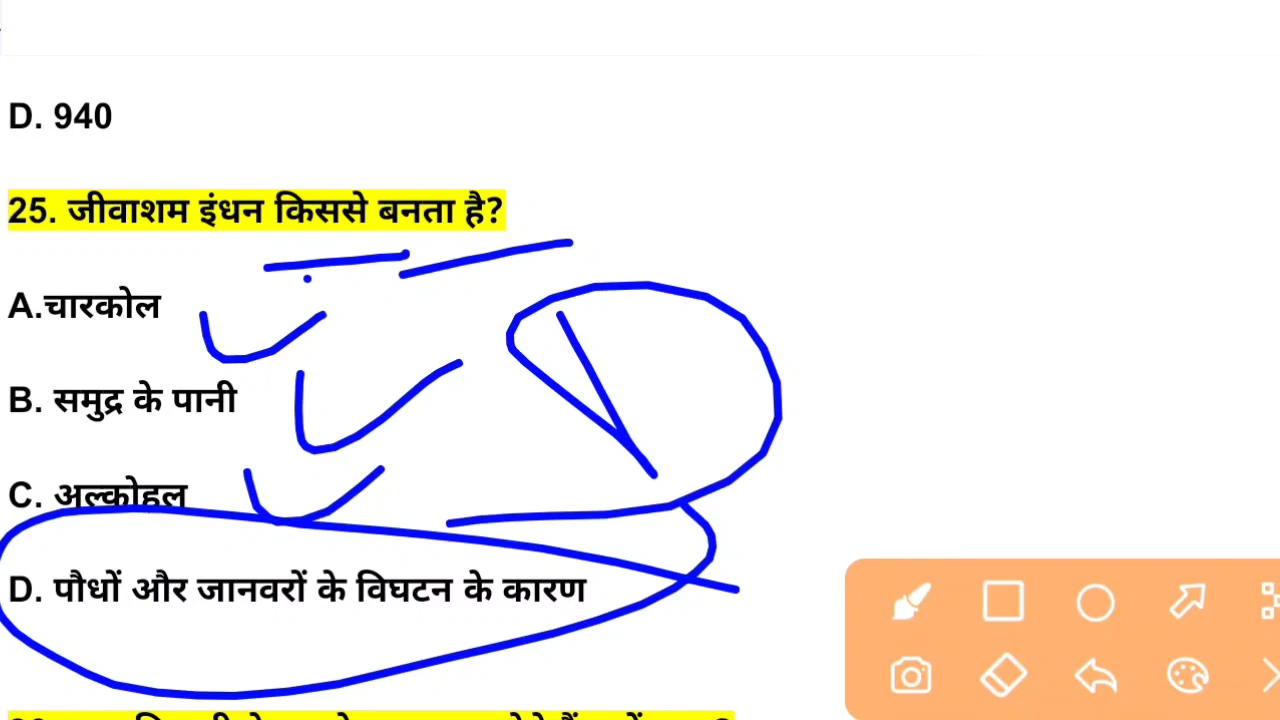 D. 940
25. जीवाशम इंधन किससे बनता है?
A.चारकोल
B. समुद्र के पानी
C. अल्कोहल
D. पौधों और जानवरों के विघटन के कारण